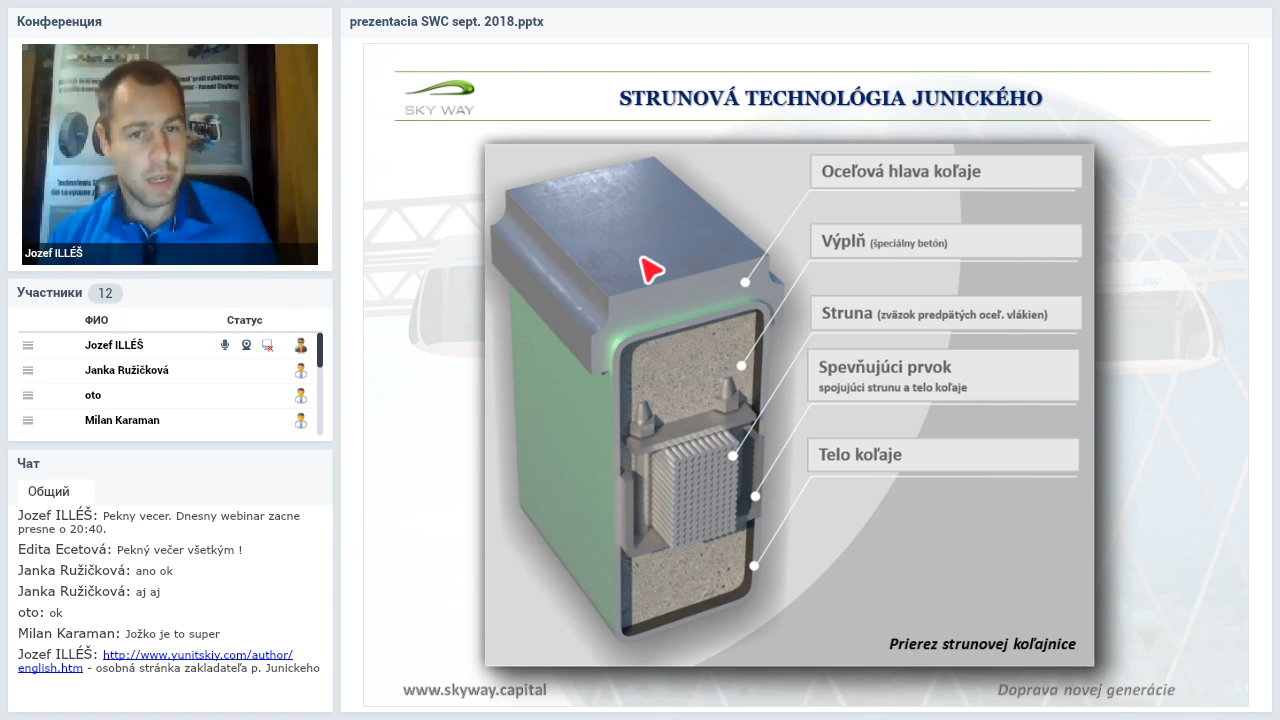 Конференция
Jozef ILLÉŠ
Участники 12
ФИО Статус
Jozef ILLÉŠ
Janka Ružičková
oto
Milan Karaman
Чат
Общий
Jozef ILLÉŠ: Pekny vecer. Dnesny webinar zacne
presne o 20:40.
Edita Ecetová: Pekný večer všetkým !
Janka Ružičková: ano ok
Janka Ružičková: aj aj
oto: ok
Milan Karaman: Jožko je to super
Jozef ILLÉŠ: http://www.yunitskiy.com/author/
english.htm - osobná stránka zakladateľa p. Junickeho
prezentacia SWC sept. 2018.pptx
SKY WAY
STRUNOVÁ TECHNOLÓGIA JUNICKÉHO
Oceľová hlava koľaje
Výplň (špeciálny betón)
Struna (zväzok predpätých oceľ. vlákien)
Spevňujúci prvok
spojujúci strunu a telo koľaje
Telo koľaje
Prierez strunovej koľajnice
www.skyway.capital
Doprava novej generácie